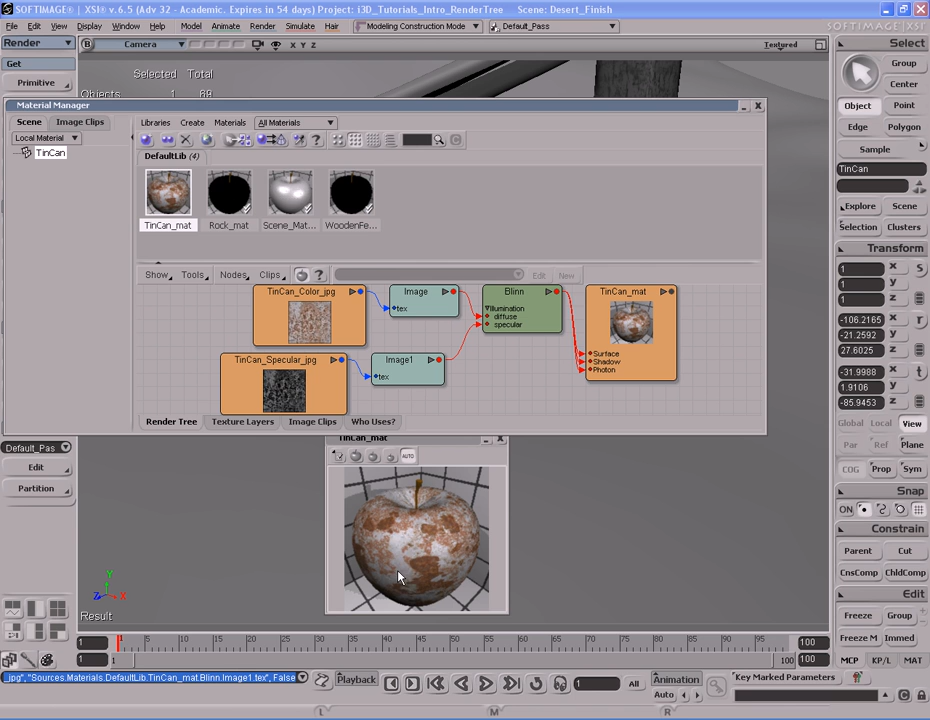 SOFTIMAGE® | XSI® v.6.5 (Adv 32 - Academic. Expires in 54 days) Project: i3D_Tutorials_Intro_RenderTree    Scene: Desert_Finish
File Edit View Display Window Help Model Animate Render Simulate Hair Modeling Construction Mode Default_Pass SOFTIMAGE®|XSI
Render B Camera X Y Z Textured Select
Get Group
Selected Total Center
Primitive Objects 1 69
Material Manager Object Point
Scene Image Clips Libraries Create Materials All Materials Edge Polygon
Local Material
TinCan Sample
DefaultLib (4) TinCan
TinCan_mat Rock_mat Scene_Mat... WoodenFe...
Explore Scene
Selection Clusters
Transform
Show Tools Nodes Clips ? Edit New
1 x S
1 y
1 z
TinCan_Color_jpg Image Blinn TinCan_mat
tex Illumination
diffuse
specular
-106.2165 x r
-21.2592 y
27.6025 z
TinCan_Specular_jpg Image1 Surface
Shadow
Photon
tex
-31.9988 x t
1.9106 y
-85.9453 z
Render Tree Texture Layers Image Clips Who Uses?
Global Local View
Par Ref Plane
COG Prop Sym
Default_Pas
Edit
Partition
TinCan_mat
AUTO
Snap
ON
Constrain
Parent Cut
CnsComp ChldComp
Edit
Freeze Group
Freeze M Immed
Y
Z X
Result
1 1 5 10 15 20 25 30 35 40 45 50 55 60 65 70 75 80 85 90 95 100
1 1 100 100 MCP KP/L MAT
_jpg", "Sources.Materials.DefaultLib.TinCan_mat.Blinn.Image1.tex", False Playback 1 All Animation Key Marked Parameters
Auto
L M R